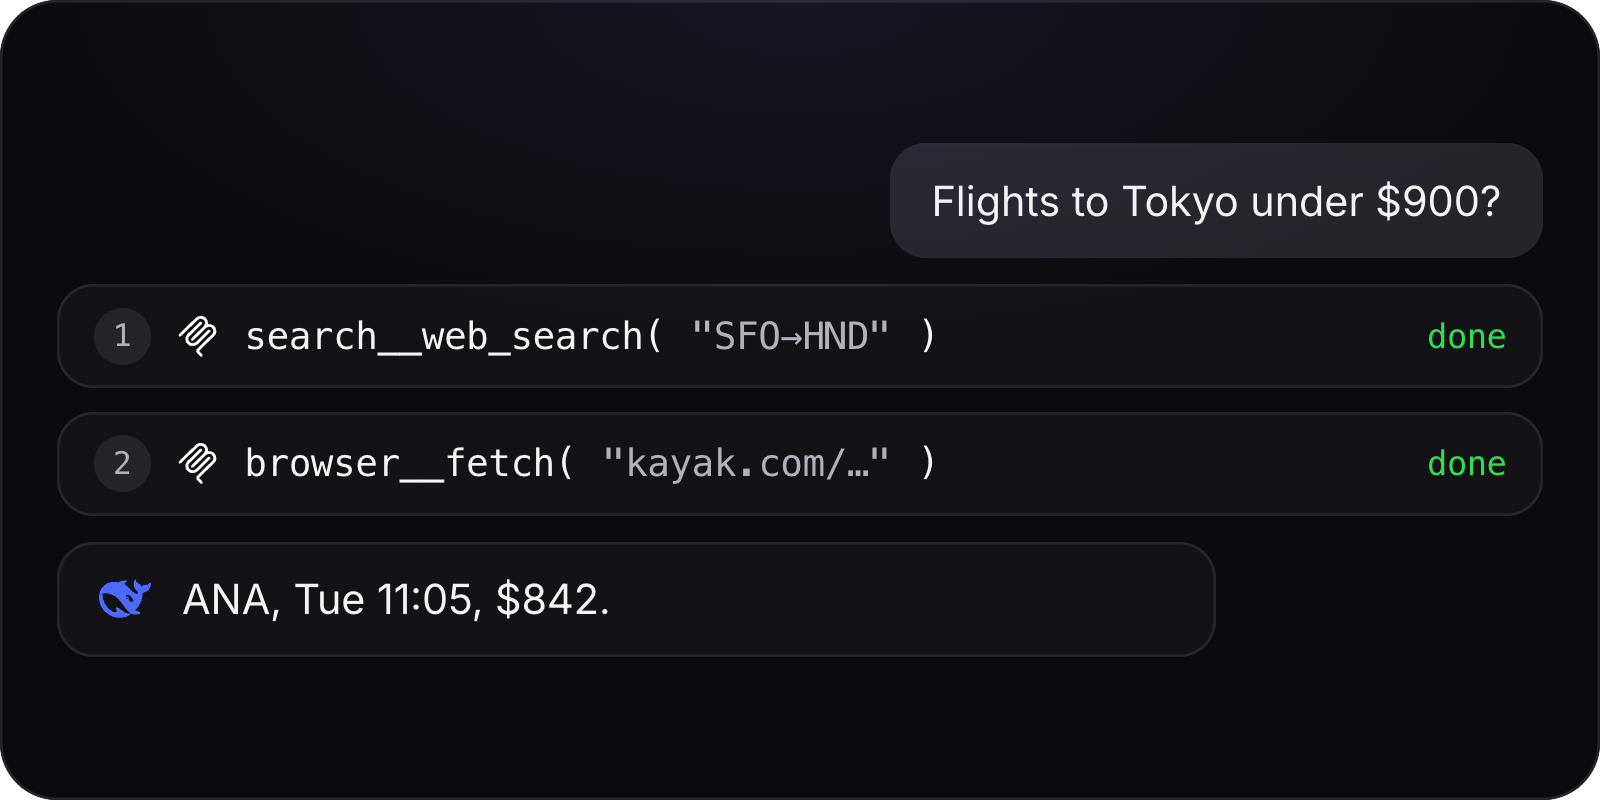 Flights to Tokyo under $900?
1 search__web_search( "SFO→HND" ) done
2 browser__fetch( "kayak.com/…" ) done
ANA, Tue 11:05, $842.